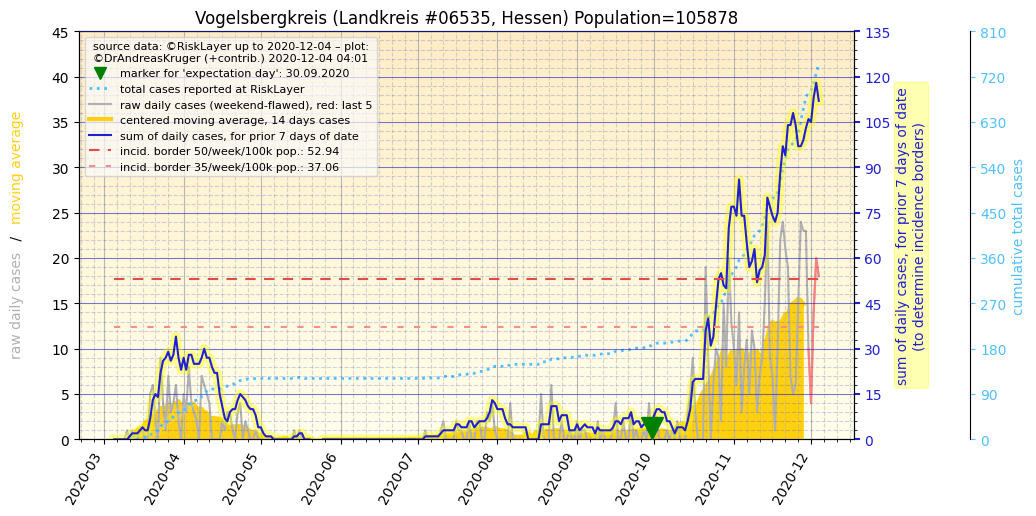 Vogelsbergkreis (Landkreis #06535, Hessen) Population=105878
source data: ©RiskLayer up to 2020-12-04 – plot:
©DrAndreasKruger (+contrib.) 2020-12-04 04:01
marker for 'expectation day': 30.09.2020
total cases reported at RiskLayer
raw daily cases (weekend-flawed), red: last 5
centered moving average, 14 days cases
sum of daily cases, for prior 7 days of date
incid. border 50/week/100k pop.: 52.94
incid. border 35/week/100k pop.: 37.06
raw daily cases / moving average
45
40
35
30
25
20
15
10
5
0
135
120
105
90
75
60
45
30
15
0
sum of daily cases, for prior 7 days of date
(to determine incidence borders)
810
720
630
540
450
360
270
180
90
0
cumulative total cases
2020-03
2020-04
2020-05
2020-06
2020-07
2020-08
2020-09
2020-10
2020-11
2020-12